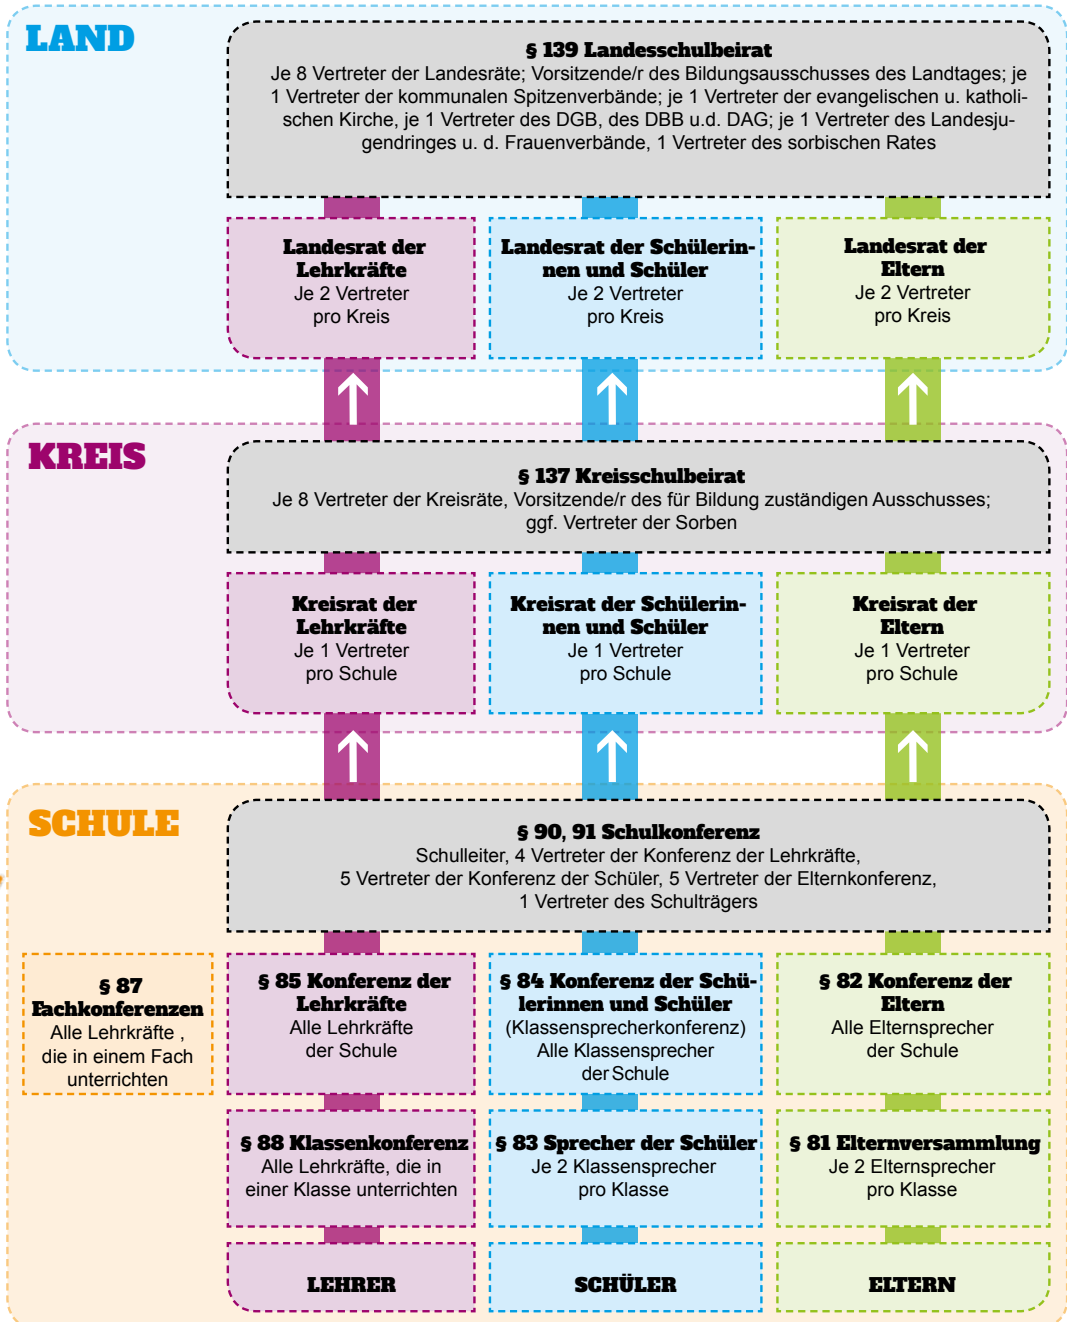 LAND
§ 139 Landesschulbeirat
Je 8 Vertreter der Landesräte; Vorsitzende/r des Bildungsausschusses des Landtages; je
1 Vertreter der kommunalen Spitzenverbände; je 1 Vertreter der evangelischen u. katholi-
schen Kirche, je 1 Vertreter des DGB, des DBB u.d. DAG; je 1 Vertreter des Landesju-
gendringes u. d. Frauenverbände, 1 Vertreter des sorbischen Rates
Landesrat der
Lehrkräfte
Je 2 Vertreter
pro Kreis
Landesrat der Schülerin-
nen und Schüler
Je 2 Vertreter
pro Kreis
Landesrat der
Eltern
Je 2 Vertreter
pro Kreis
KREIS
§ 137 Kreisschulbeirat
Je 8 Vertreter der Kreisräte, Vorsitzende/r des für Bildung zuständigen Ausschusses;
ggf. Vertreter der Sorben
Kreisrat der
Lehrkräfte
Je 1 Vertreter
pro Schule
Kreisrat der Schülerin-
nen und Schüler
Je 1 Vertreter
pro Schule
Kreisrat der
Eltern
Je 1 Vertreter
pro Schule
SCHULE
§ 90, 91 Schulkonferenz
Schulleiter, 4 Vertreter der Konferenz der Lehrkräfte,
5 Vertreter der Konferenz der Schüler, 5 Vertreter der Elternkonferenz,
1 Vertreter des Schulträgers
§ 87
Fachkonferenzen
Alle Lehrkräfte ,
die in einem Fach
unterrichten
§ 85 Konferenz der
Lehrkräfte
Alle Lehrkräfte
der Schule
§ 84 Konferenz der Schü-
lerinnen und Schüler
(Klassensprecherkonferenz)
Alle Klassensprecher
der Schule
§ 82 Konferenz der
Eltern
Alle Elternsprecher
der Schule
§ 88 Klassenkonferenz
Alle Lehrkräfte, die in
einer Klasse unterrichten
§ 83 Sprecher der Schüler
Je 2 Klassensprecher
pro Klasse
§ 81 Elternversammlung
Je 2 Elternsprecher
pro Klasse
LEHRER
SCHÜLER
ELTERN